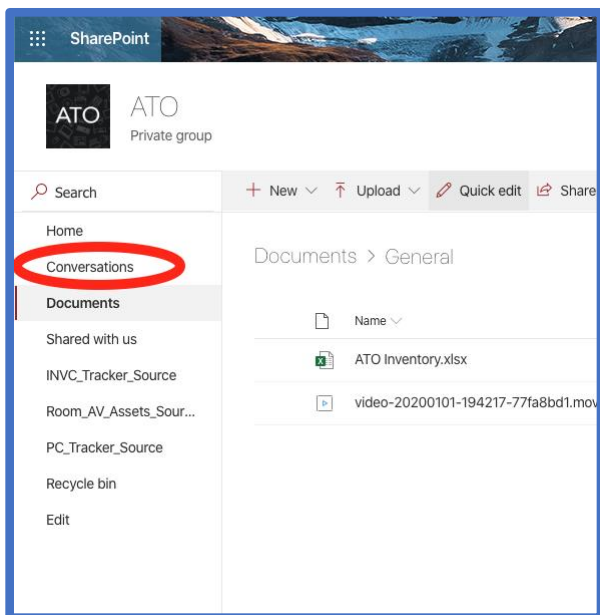 SharePoint
ATO
ATO
Private group
Search
+ New Upload Quick edit Share
Home
Conversations
Documents
Shared with us
INVC_Tracker_Source
Room_AV_Assets_Sour...
PC_Tracker_Source
Recycle bin
Edit
Documents > General
Name
ATO Inventory.xlsx
video-20200101-194217-77fa8bd1.mov